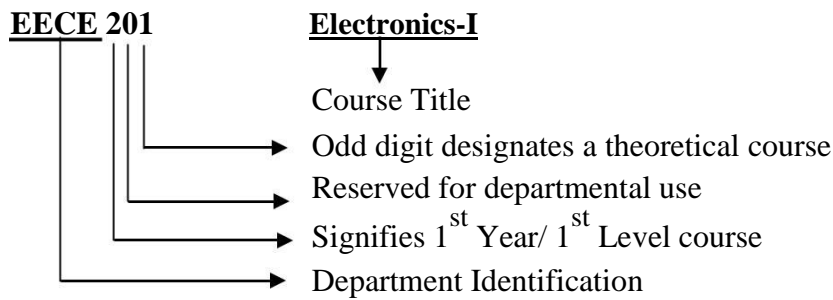 EECE 201 Electronics-I
Course Title
Odd digit designates a theoretical course
Reserved for departmental use
Signifies 1st Year/ 1st Level course
Department Identification